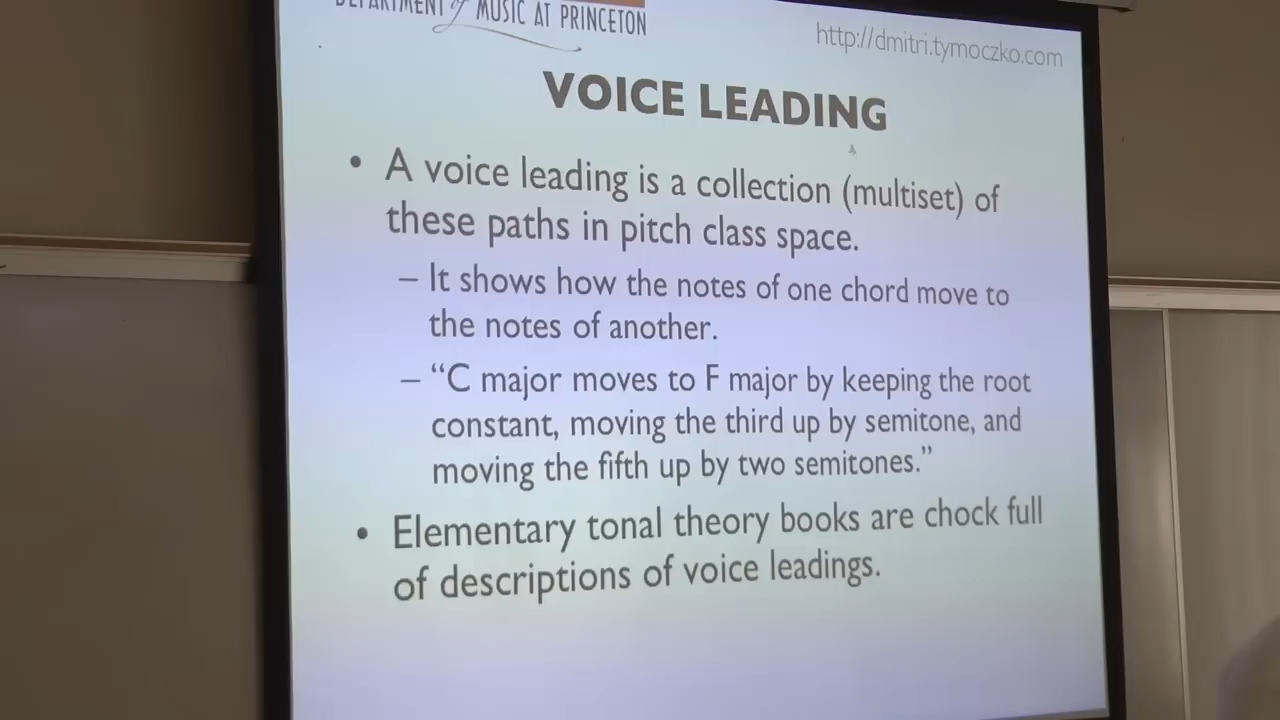 DEPARTMENT of MUSIC AT PRINCETON
http://dmitri.tymoczko.com
VOICE LEADING
• A voice leading is a collection (multiset) of
these paths in pitch class space.
– It shows how the notes of one chord move to
the notes of another.
– “C major moves to F major by keeping the root
constant, moving the third up by semitone, and
moving the fifth up by two semitones.”
• Elementary tonal theory books are chock full
of descriptions of voice leadings.